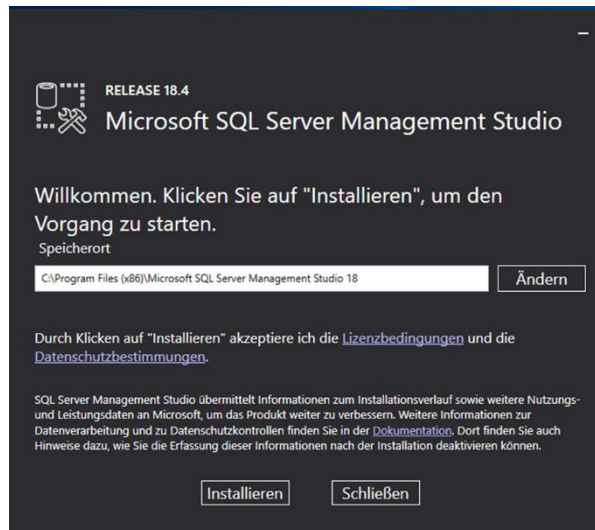 RELEASE 18.4
Microsoft SQL Server Management Studio
Willkommen. Klicken Sie auf "Installieren", um den
Vorgang zu starten.
Speicherort
C:\Program Files (x86)\Microsoft SQL Server Management Studio 18
Ändern
Durch Klicken auf "Installieren" akzeptiere ich die Lizenzbedingungen und die
Datenschutzbestimmungen.
SQL Server Management Studio übermittelt Informationen zum Installationsverlauf sowie weitere Nutzungs-
und Leistungsdaten an Microsoft, um das Produkt weiter zu verbessern. Weitere Informationen zur
Datenverarbeitung und zu Datenschutzkontrollen finden Sie in der Dokumentation. Dort finden Sie auch
Hinweise dazu, wie Sie die Erfassung dieser Informationen nach der Installation deaktivieren können.
Installieren
Schließen